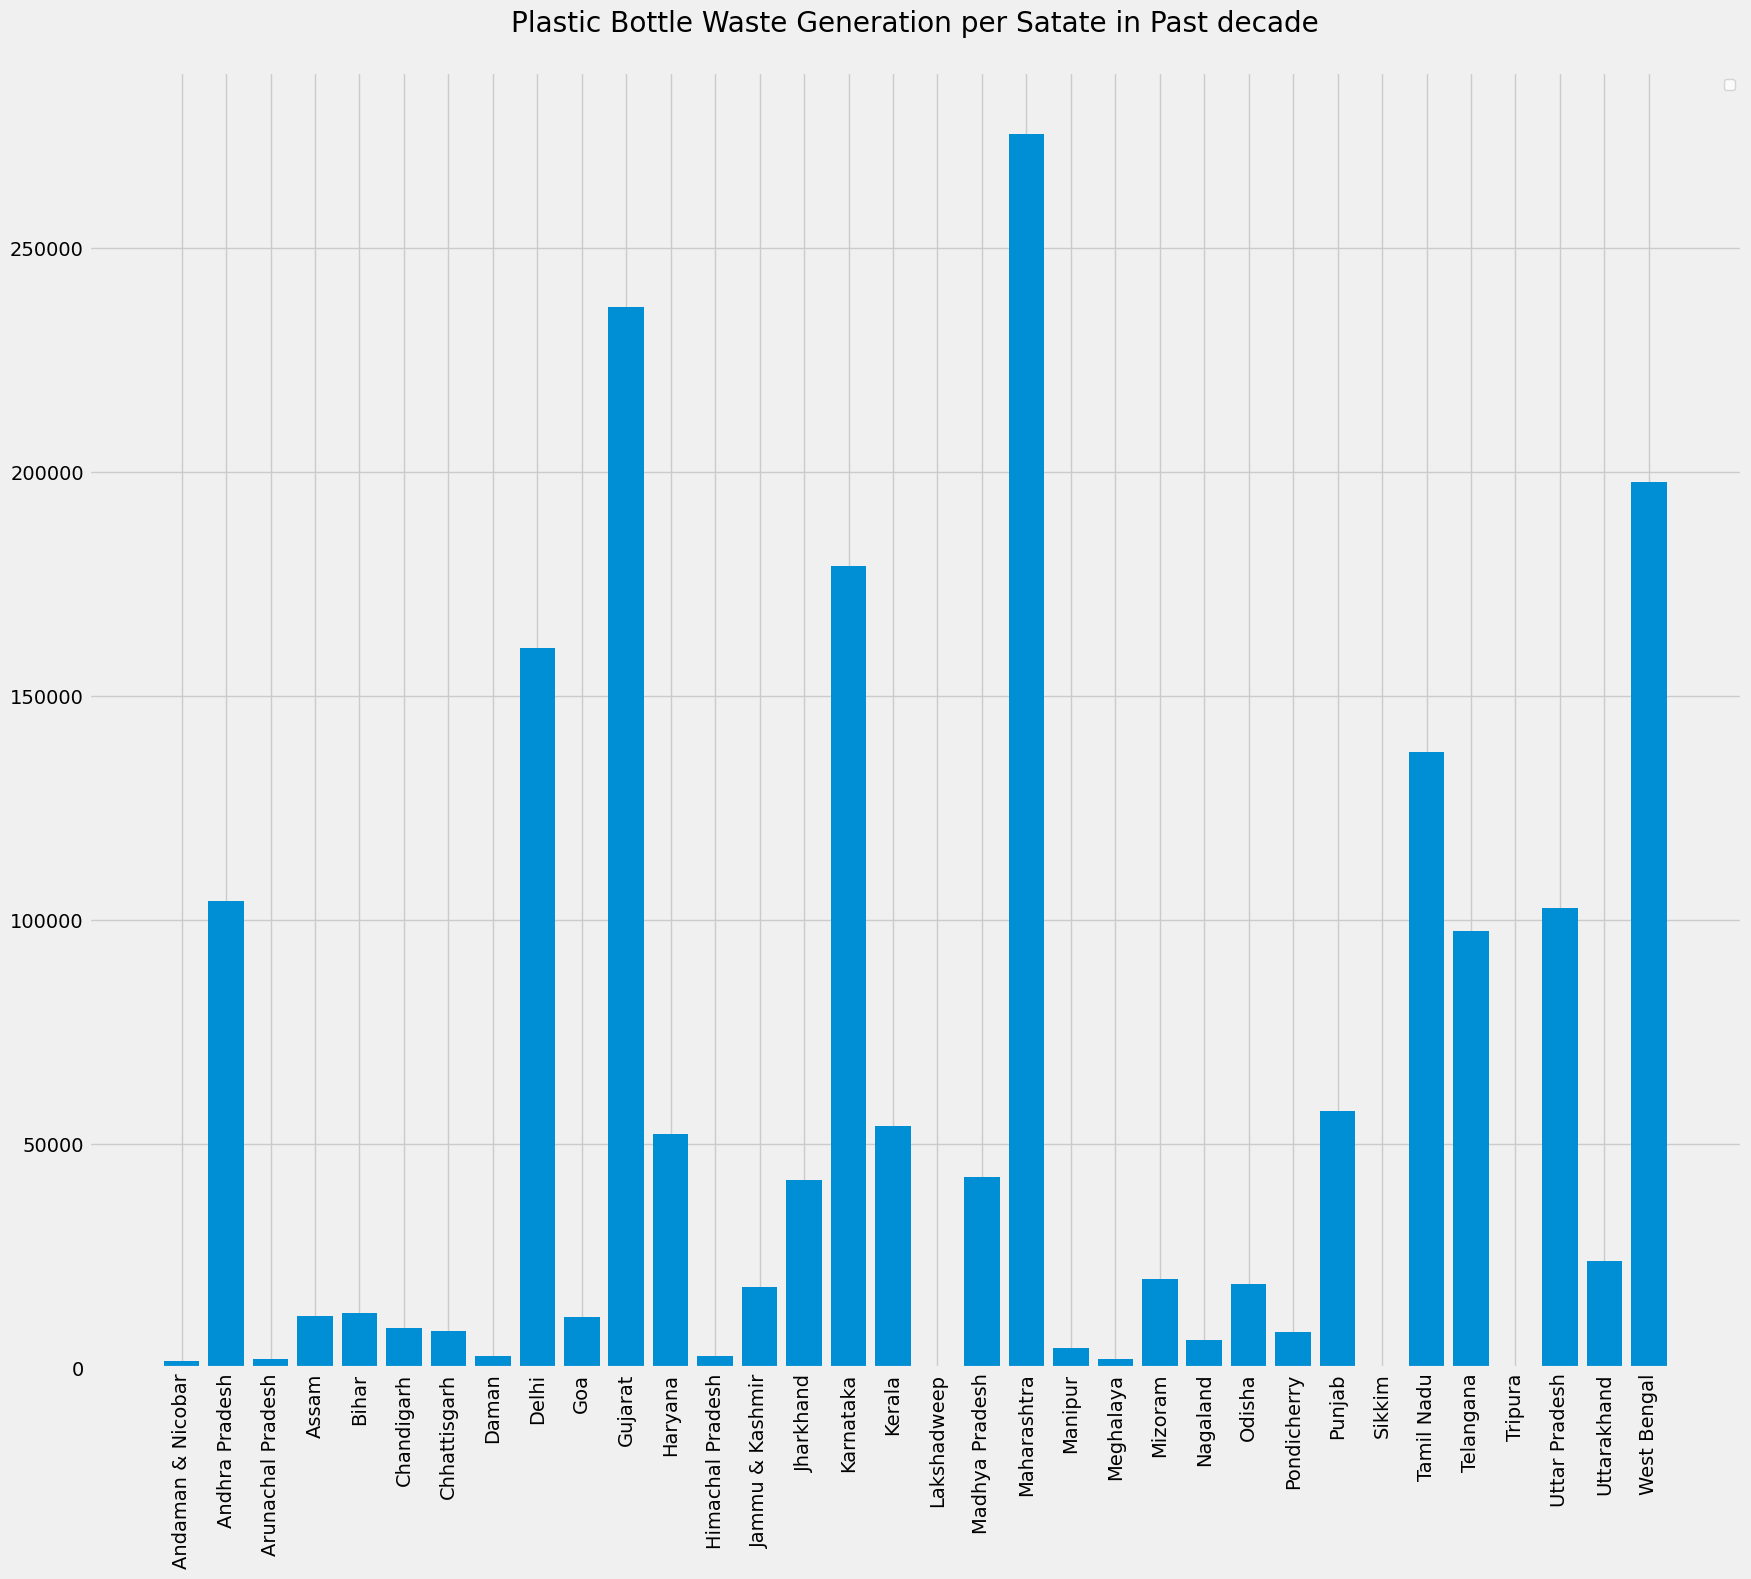 Plastic Bottle Waste Generation per Satate in Past decade
250000
200000
150000
100000
50000
0
Andaman & Nicobar
Andhra Pradesh
Arunachal Pradesh
Assam
Bihar
Chandigarh
Chhattisgarh
Daman
Delhi
Goa
Gujarat
Haryana
Himachal Pradesh
Jammu & Kashmir
Jharkhand
Karnataka
Kerala
Lakshadweep
Madhya Pradesh
Maharashtra
Manipur
Meghalaya
Mizoram
Nagaland
Odisha
Pondicherry
Punjab
Sikkim
Tamil Nadu
Telangana
Tripura
Uttar Pradesh
Uttarakhand
West Bengal